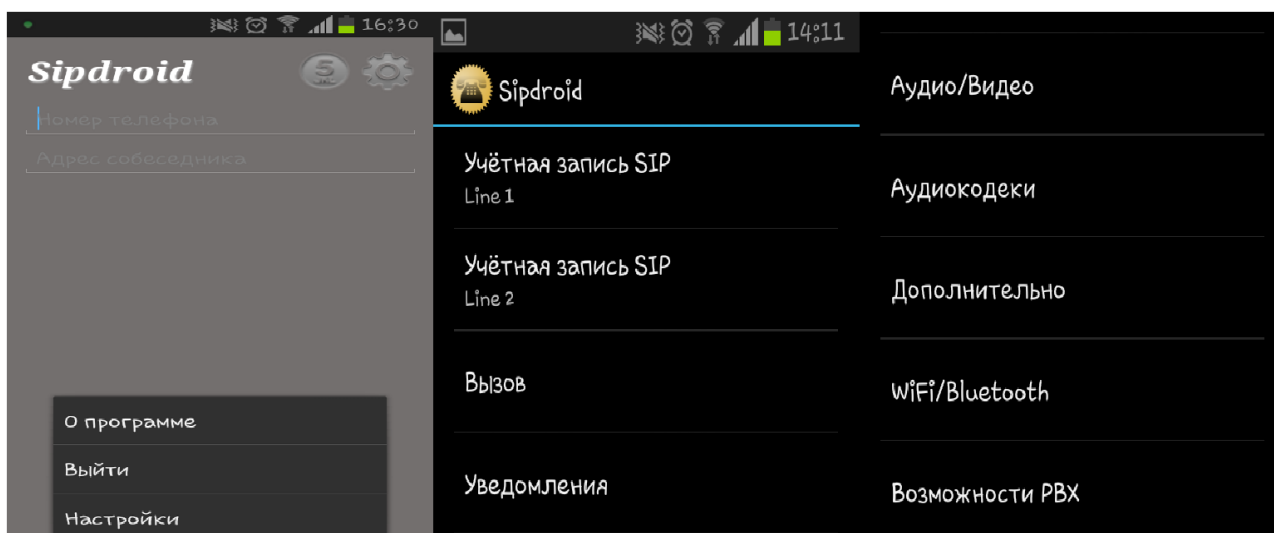 16:30
Sipdroid
Номер телефона
Адрес собеседника
О программе
Выйти
Настройки
14:11
Sipdroid
Учётная запись SIP
Line 1
Учётная запись SIP
Line 2
Вызов
Уведомления
Аудио/Видео
Аудиокодеки
Дополнительно
WiFi/Bluetooth
Возможности PBX